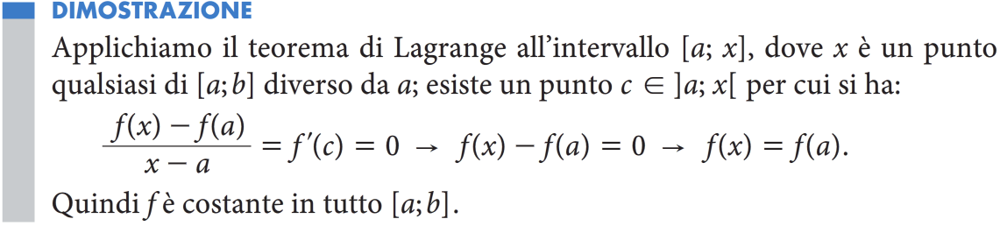 DIMOSTRAZIONE
Applichiamo il teorema di Lagrange all'intervallo [a; x], dove x è un punto
qualsiasi di [a; b] diverso da a; esiste un punto c ∈ ]a; x[ per cui si ha:
\frac{f(x) − f(a)}{x − a} = f′(c) = 0 → f(x) − f(a) = 0 → f(x) = f(a).
Quindi f è costante in tutto [a; b].